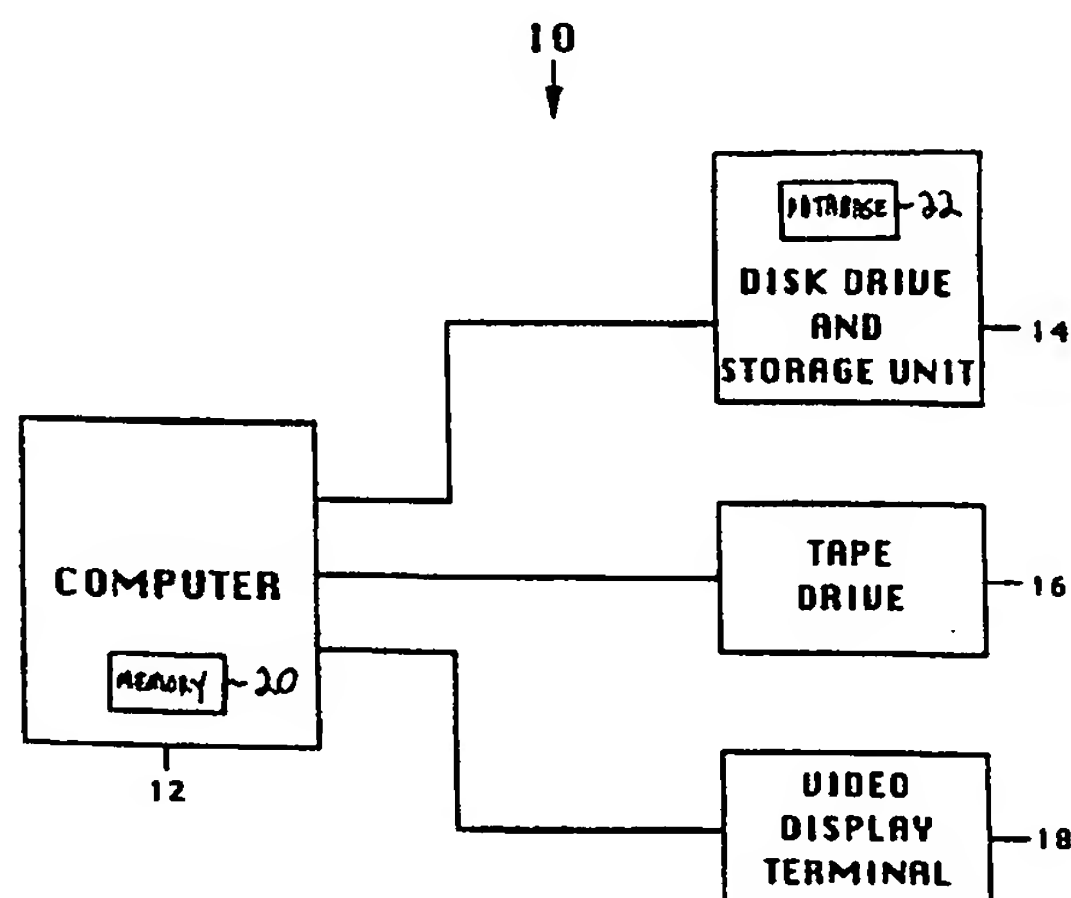 10
DATABASE 22
DISK DRIVE
AND
STORAGE UNIT
14
COMPUTER
MEMORY 20
12
TAPE
DRIVE
16
VIDEO
DISPLAY
TERMINAL
18